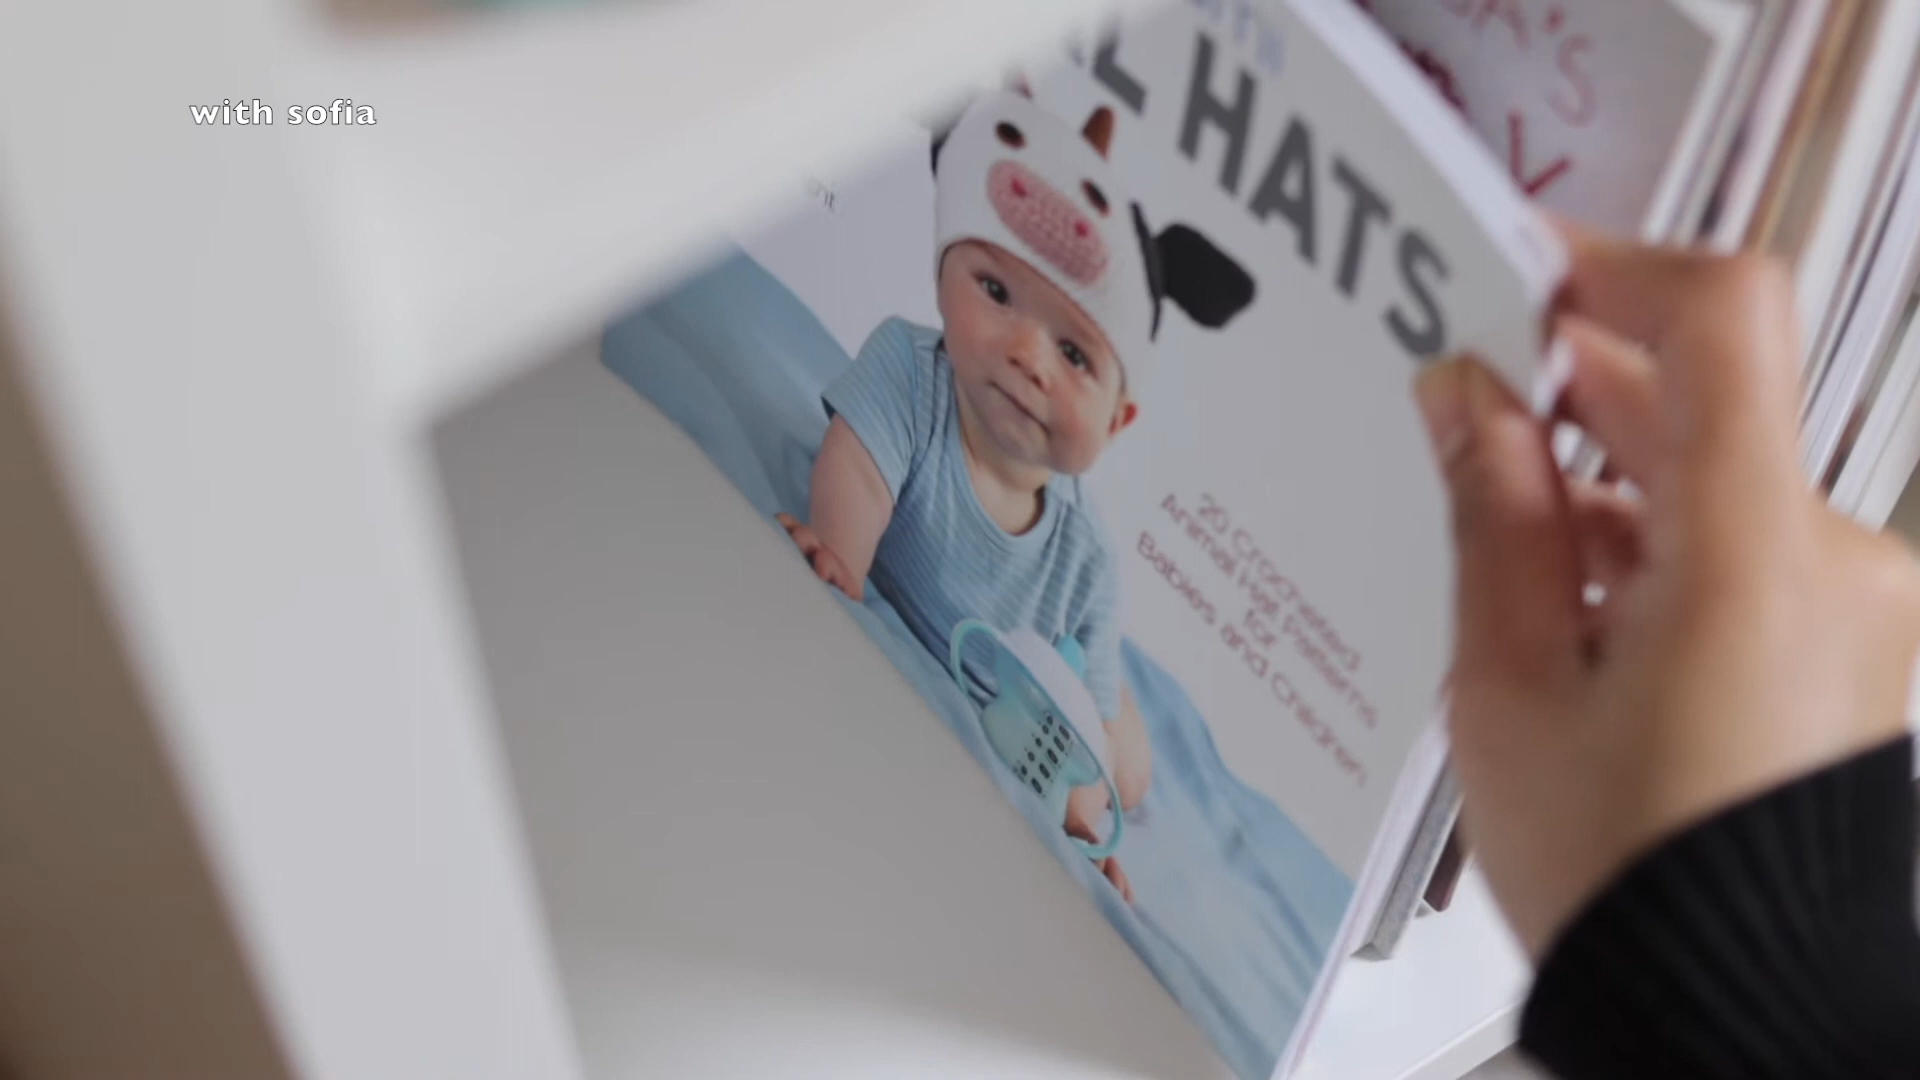 with sofia
HATS
20 Crocheted
Animal Hat Patterns
for
Babies and Children